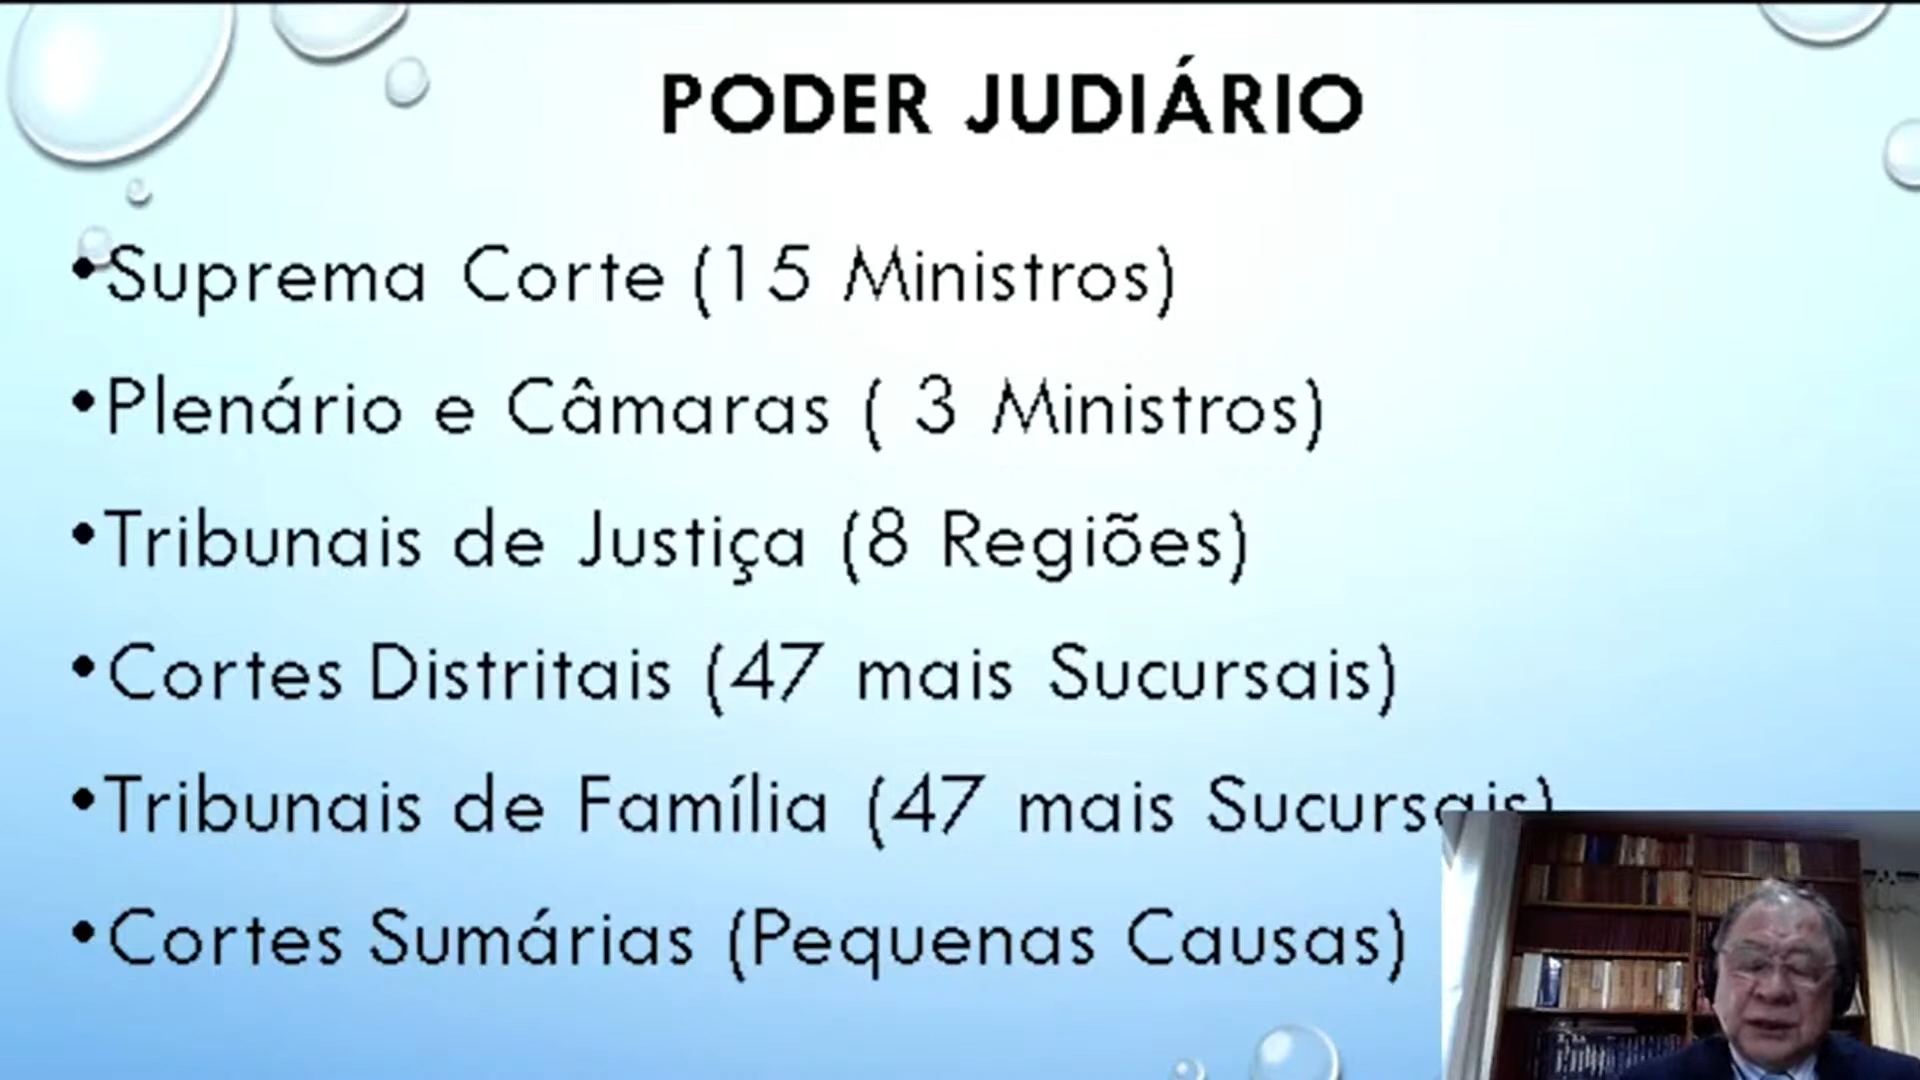 PODER JUDIÁRIO
•Suprema Corte (15 Ministros)
•Plenário e Câmaras ( 3 Ministros)
•Tribunais de Justiça (8 Regiões)
•Cortes Distritais (47 mais Sucursais)
•Tribunais de Família (47 mais Sucursais)
•Cortes Sumárias (Pequenas Causas)